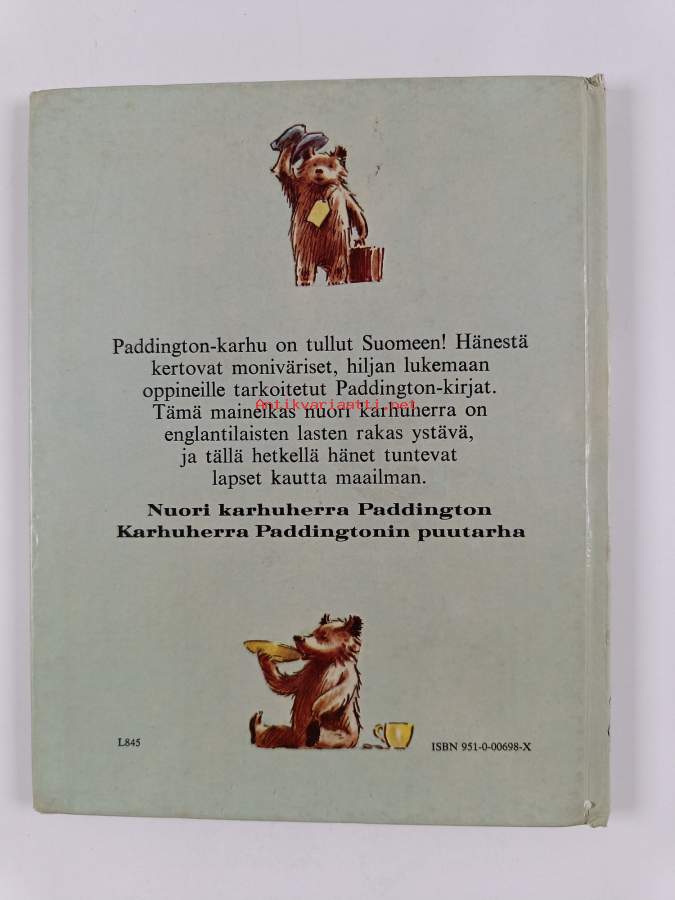 Paddington-karhu on tullut Suomeen! Hänestä
kertovat moniväriset, hiljan lukemaan
oppineille tarkoitetut Paddington-kirjat.
Antikvariaatti.net
Tämä maineikas nuori karhuherra on
englantilaisten lasten rakas ystävä,
ja tällä hetkellä hänet tuntevat
lapset kautta maailman.
Nuori karhuherra Paddington
Karhuherra Paddingtonin puutarha
L845
ISBN 951-0-00698-X